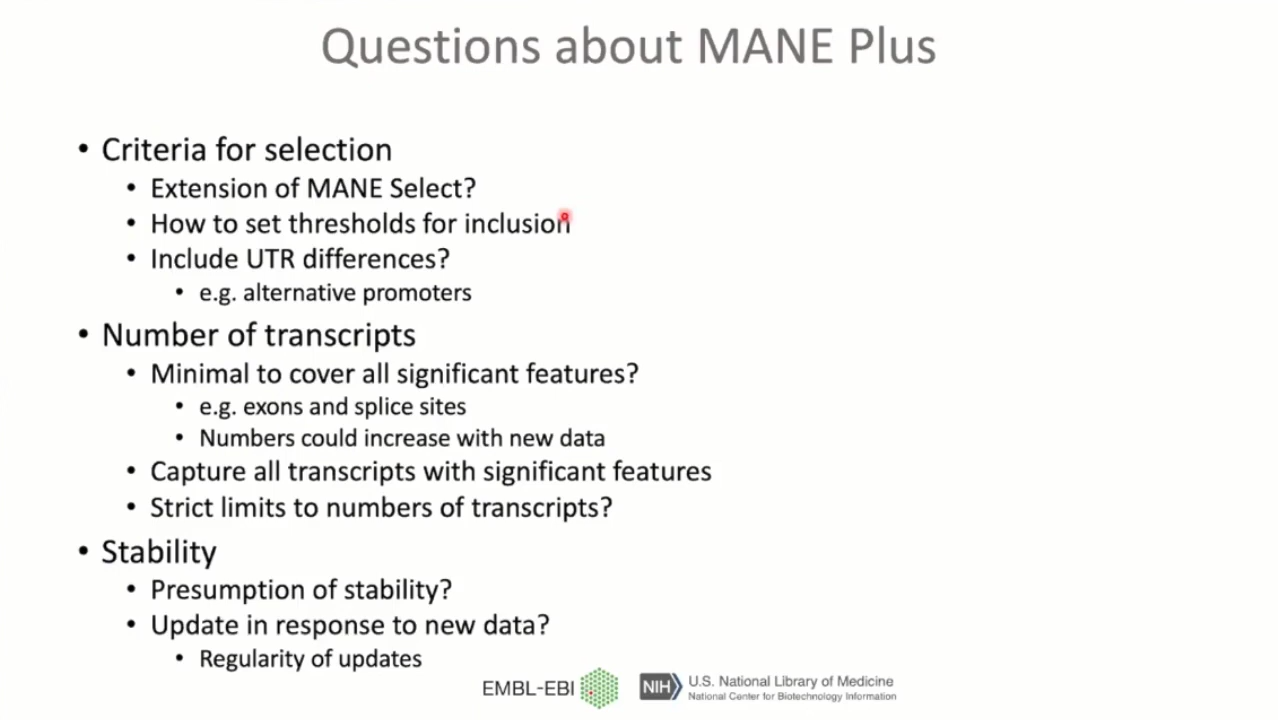 Questions about MANE Plus
• Criteria for selection
• Extension of MANE Select?
• How to set thresholds for inclusion
• Include UTR differences?
• e.g. alternative promoters
• Number of transcripts
• Minimal to cover all significant features?
• e.g. exons and splice sites
• Numbers could increase with new data
• Capture all transcripts with significant features
• Strict limits to numbers of transcripts?
• Stability
• Presumption of stability?
• Update in response to new data?
• Regularity of updates
EMBL-EBI
NIH
U.S. National Library of Medicine
National Center for Biotechnology Information